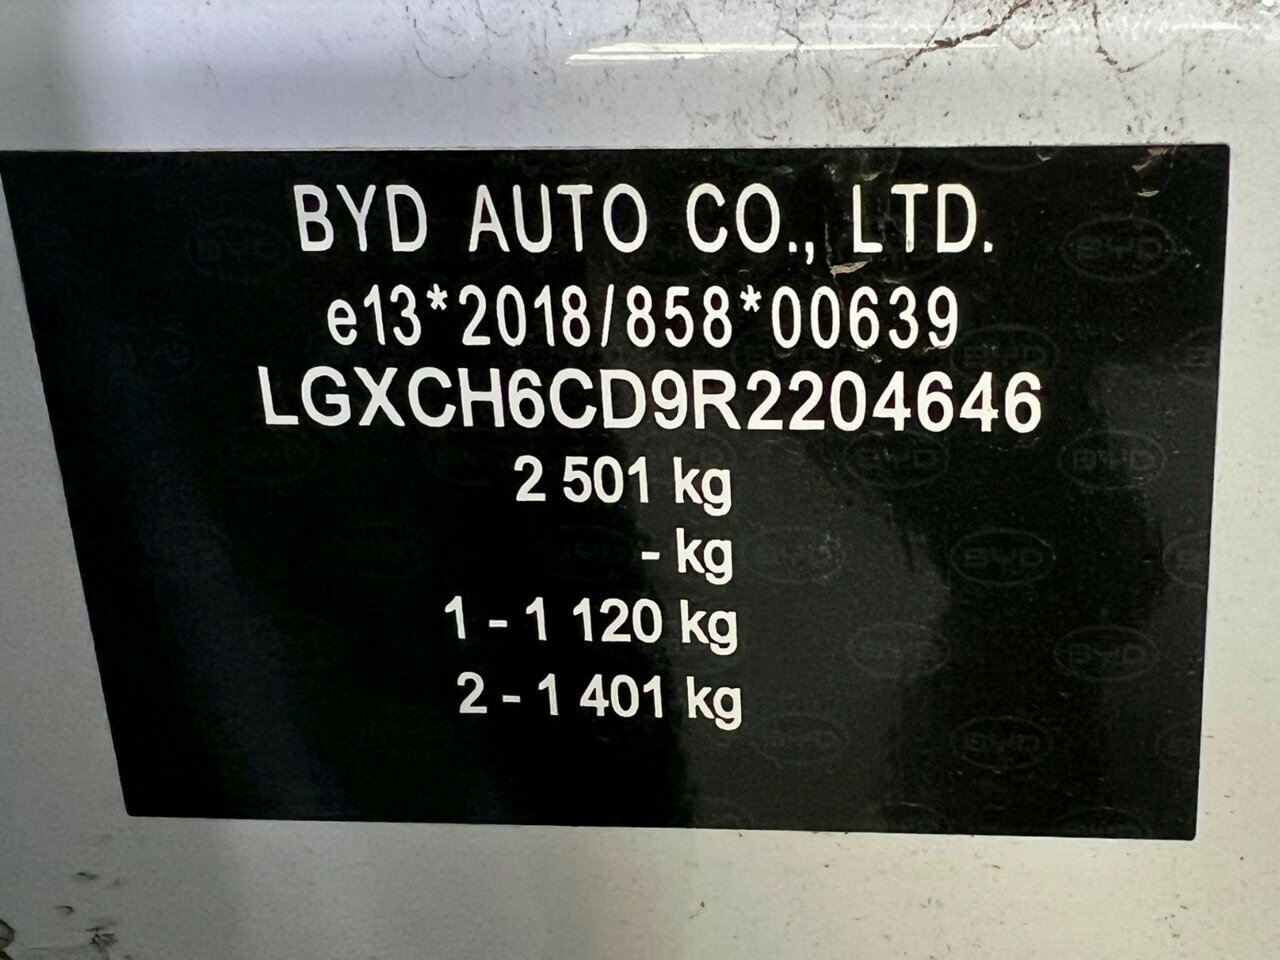 BYD AUTO CO., LTD.
e13*2018/858*00639
LGXCH6CD9R2204646
2 501 kg
- kg
1 - 1 120 kg
2 - 1 401 kg